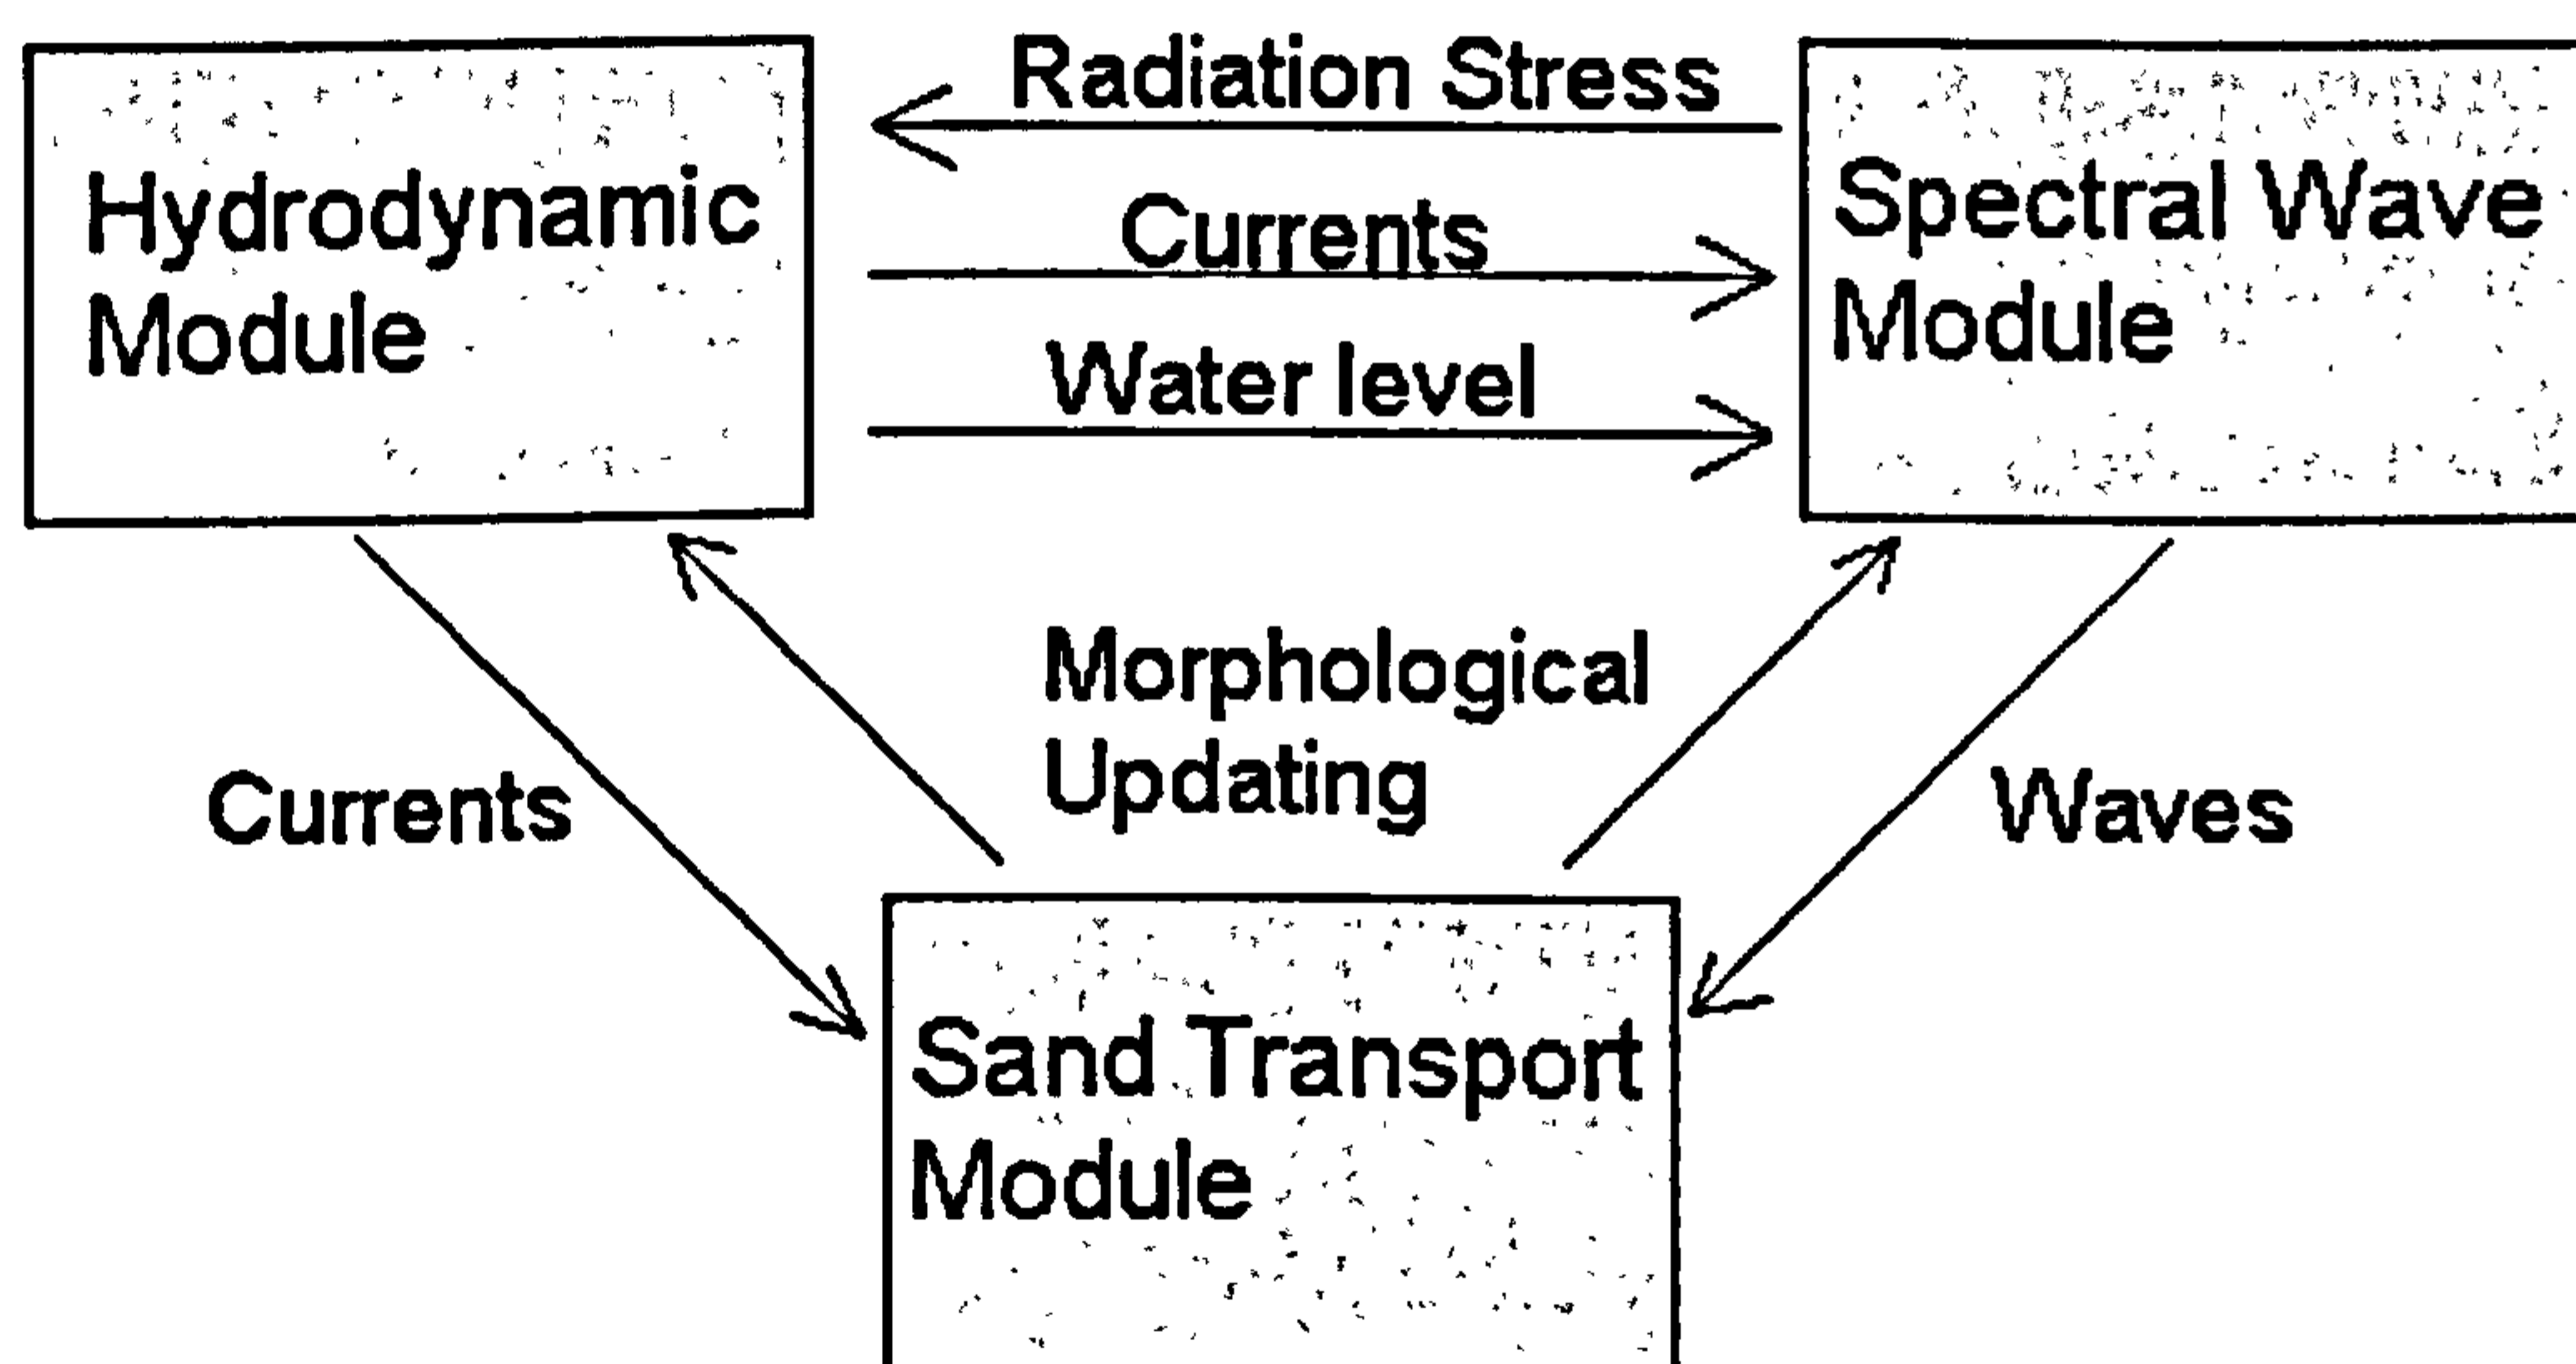 Radiation Stress
Hydrodynamic
Module
Currents
Spectral Wave
Module
Water level
Morphological
Updating
Currents
Waves
Sand Transport
Module